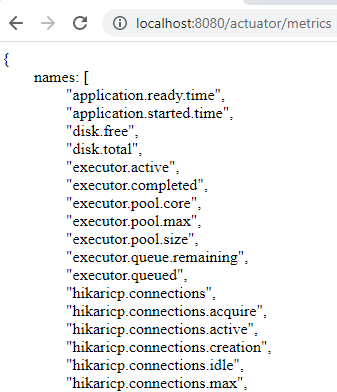 localhost:8080/actuator/metrics
{
names: [
"application.ready.time",
"application.started.time",
"disk.free",
"disk.total",
"executor.active",
"executor.completed",
"executor.pool.core",
"executor.pool.max",
"executor.pool.size",
"executor.queue.remaining",
"executor.queued",
"hikaricp.connections",
"hikaricp.connections.acquire",
"hikaricp.connections.active",
"hikaricp.connections.creation",
"hikaricp.connections.idle",
"hikaricp.connections.max",